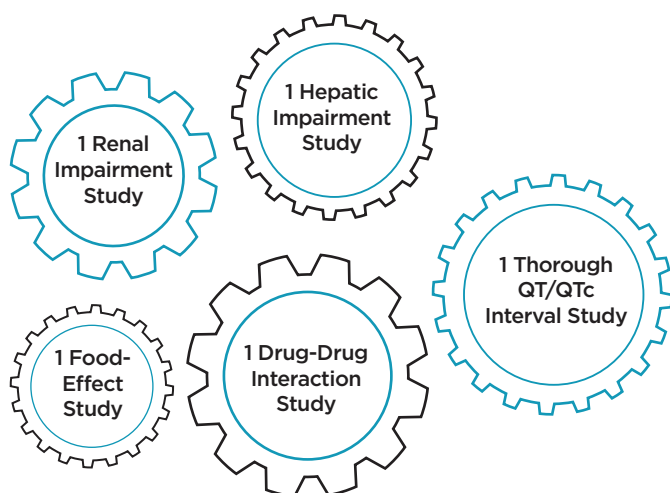 1 Renal
Impairment
Study
1 Hepatic
Impairment
Study
1 Thorough
QT/QTc
Interval Study
1 Food-
Effect
Study
1 Drug-Drug
Interaction
Study